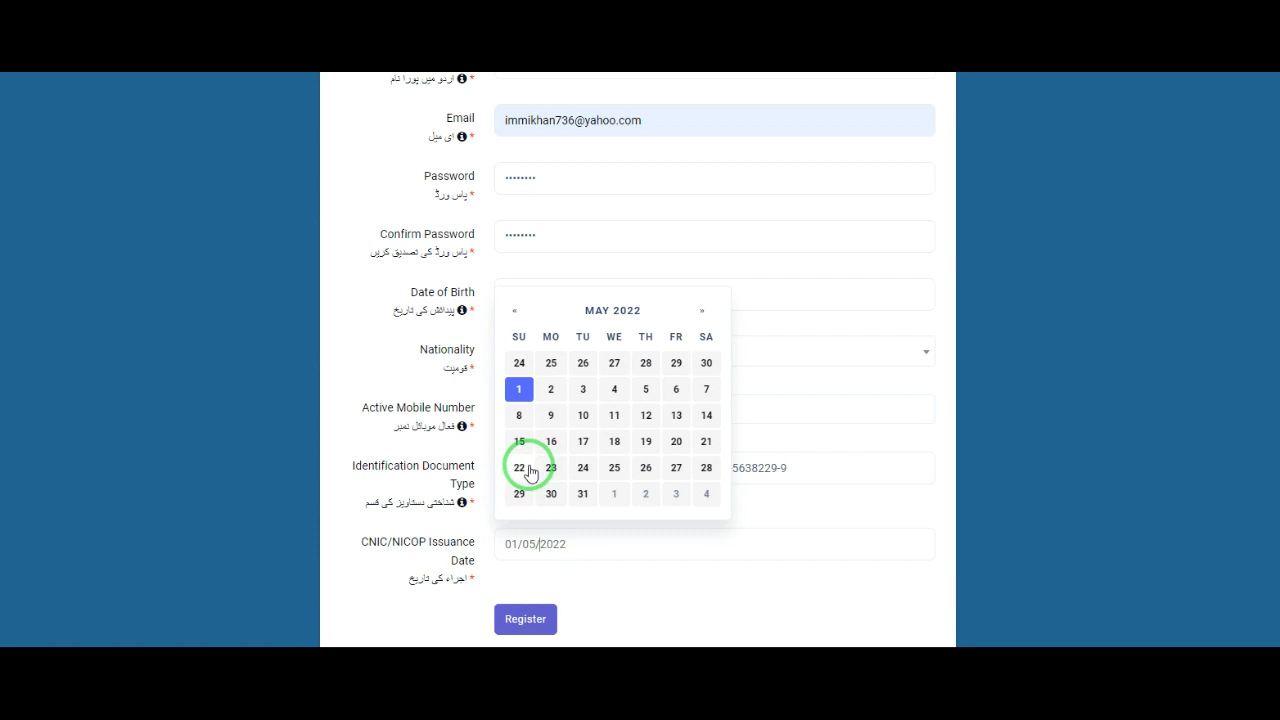 اردو میں پورا نام *
Email
immikhan736@yahoo.com
ای میل *
Password
••••••••
پاس ورڈ *
Confirm Password
••••••••
پاس ورڈ کی تصدیق کریں *
Date of Birth
پیدائش کی تاریخ *
« MAY 2022 »
SU MO TU WE TH FR SA
24 25 26 27 28 29 30
1 2 3 4 5 6 7
8 9 10 11 12 13 14
15 16 17 18 19 20 21
22 23 24 25 26 27 28
29 30 31 1 2 3 4
Nationality
قومیت *
Active Mobile Number
فعال موبائل نمبر *
Identification Document
Type
5638229-9
شناختی دستاویز کی قسم *
CNIC/NICOP Issuance
Date
01/05/2022
اجراء کی تاریخ *
Register